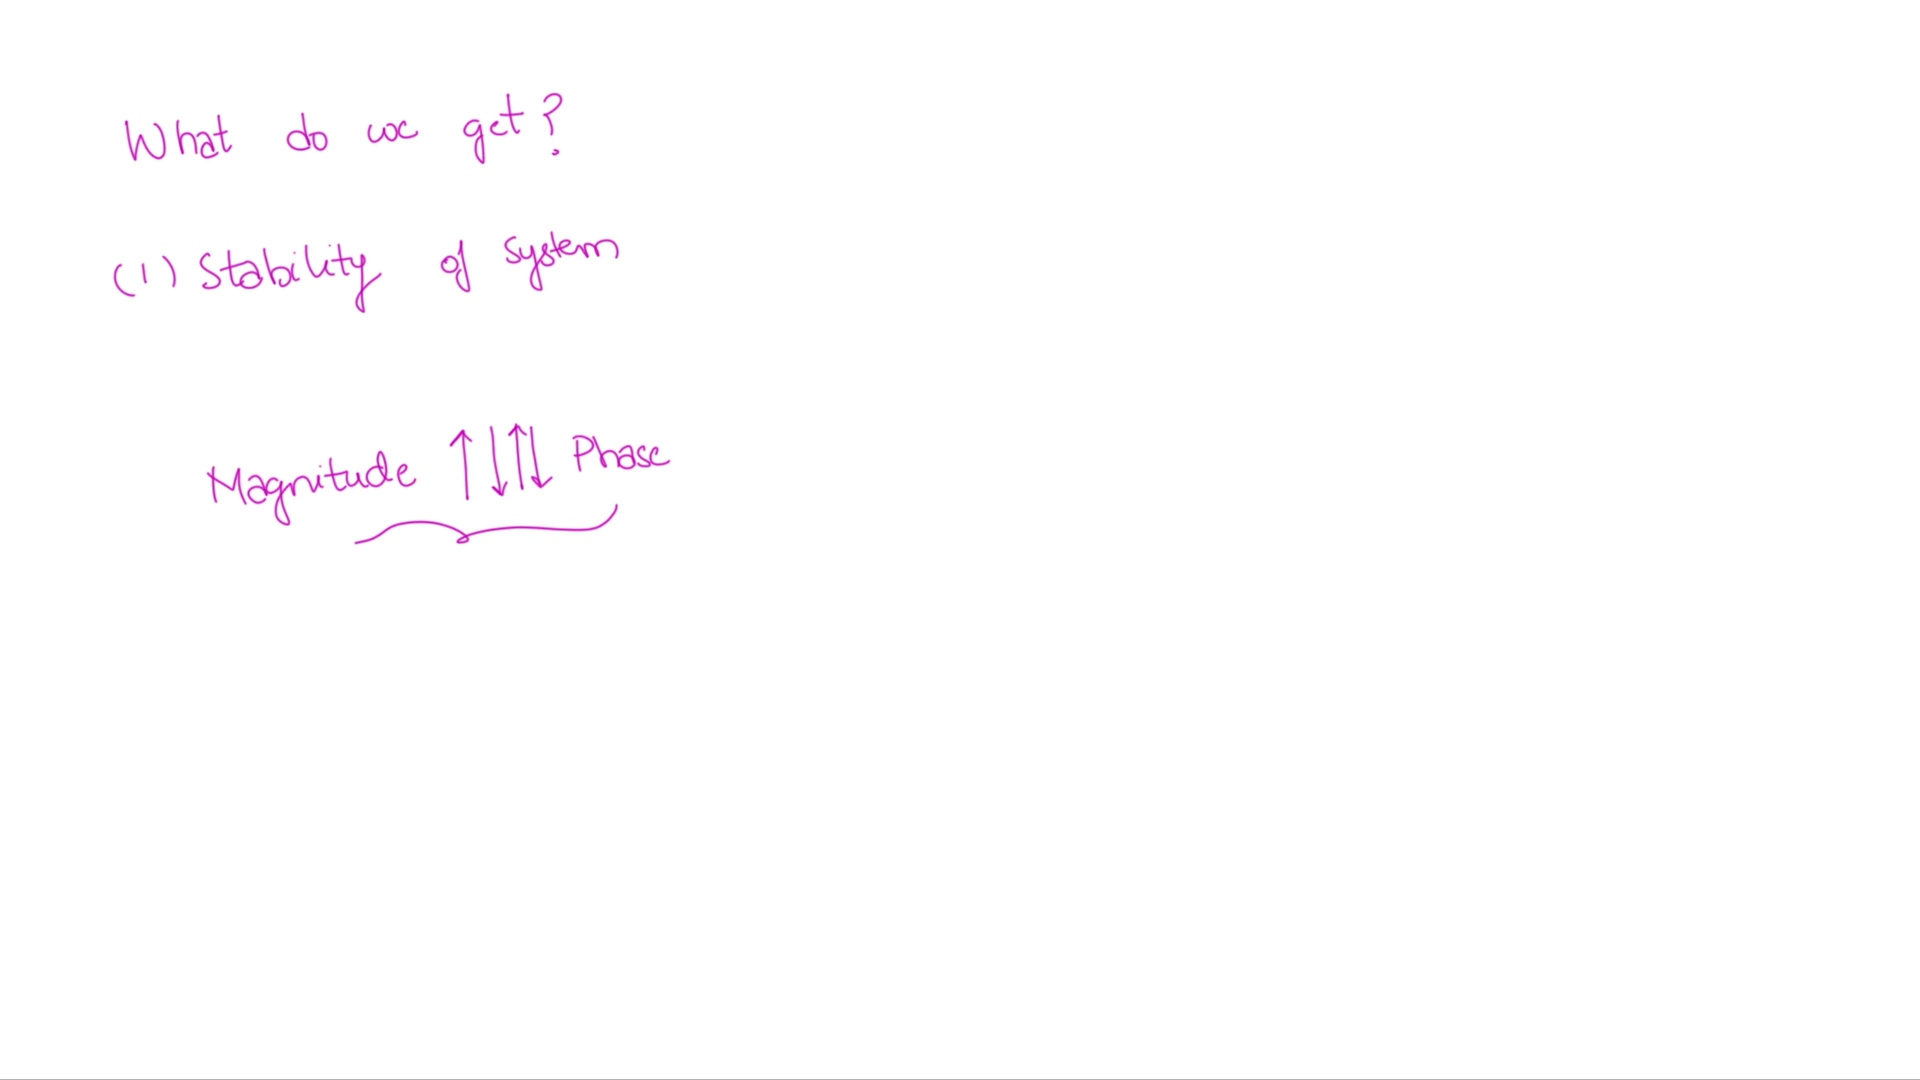 What do we get?
(1) Stability of system
Magnitude ↑↓↑↓ Phase